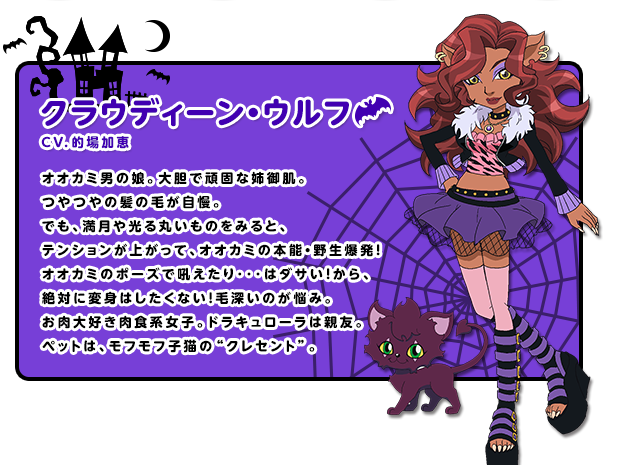 クラウディーン・ウルフ
CV.的場加恵
オオカミ男の娘。大胆で頑固な姉御肌。
つやつやの髪の毛が自慢。
でも、満月や光る丸いものをみると、
テンションが上がって、オオカミの本能・野生爆発!
オオカミのポーズで吼えたり・・・はダサい!から、
絶対に変身はしたくない!毛深いのが悩み。
お肉大好き肉食系女子。ドラキュローラは親友。
ペットは、モフモフ子猫の“クレセント”。